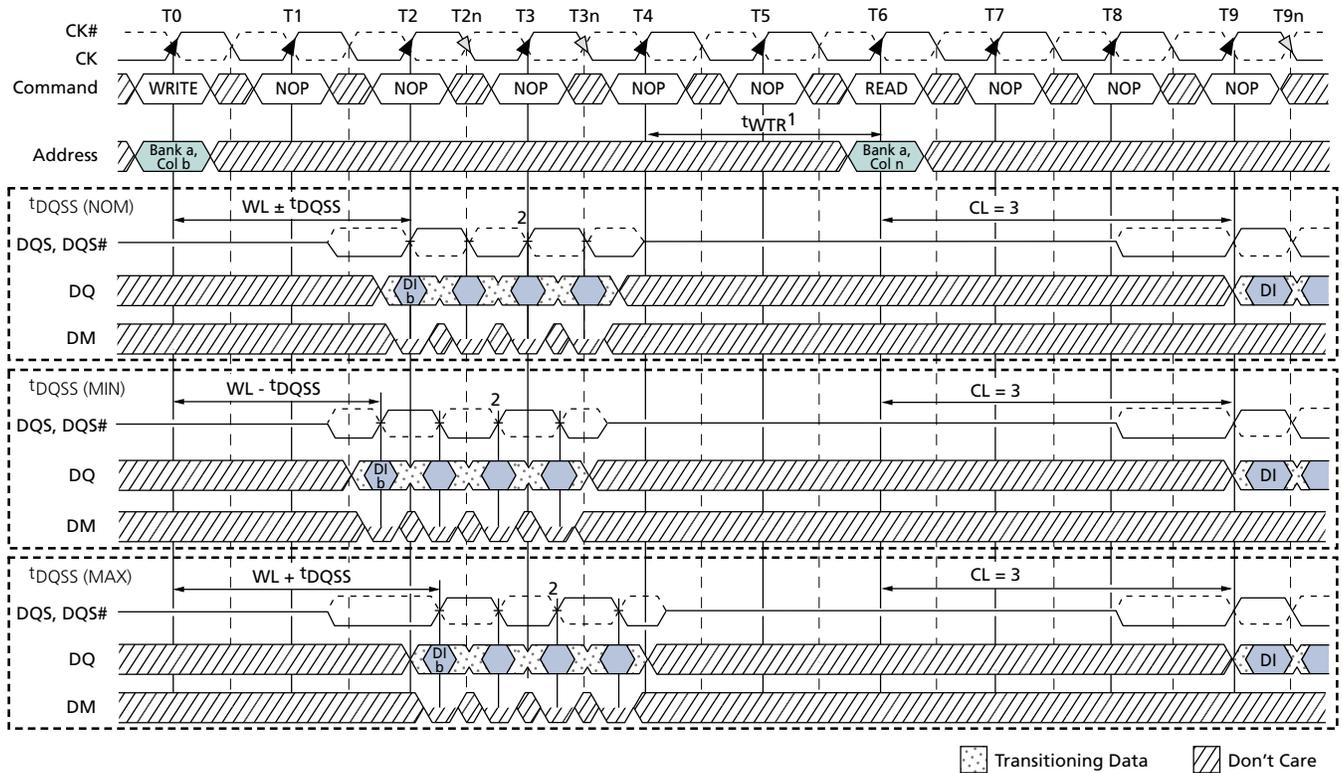 T0 T1 T2 T2n T3 T3n T4 T5 T6 T7 T8 T9 T9n
CK#
CK
Command WRITE NOP NOP NOP NOP NOP READ NOP NOP NOP
tWTR1
Address Bank a, Col b Bank a, Col n
tDQSS (NOM) WL ± tDQSS CL = 3
2
DQS, DQS#
DQ DI b DI
DM
tDQSS (MIN) WL - tDQSS CL = 3
2
DQS, DQS#
DQ DI b DI
DM
tDQSS (MAX) WL + tDQSS CL = 3
2
DQS, DQS#
DQ DI b DI
DM
Transitioning Data Don't Care